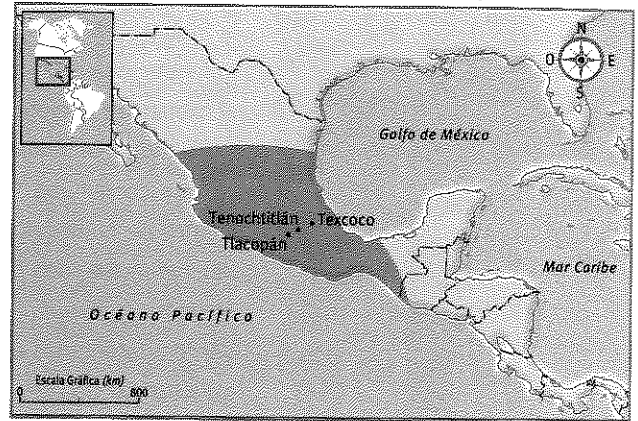 N
O E
S
Golfo de México
Tenochtitlán
Texcoco
Tlacopán
Mar Caribe
Océano Pacífico
Escala Gráfica (km)
0 800